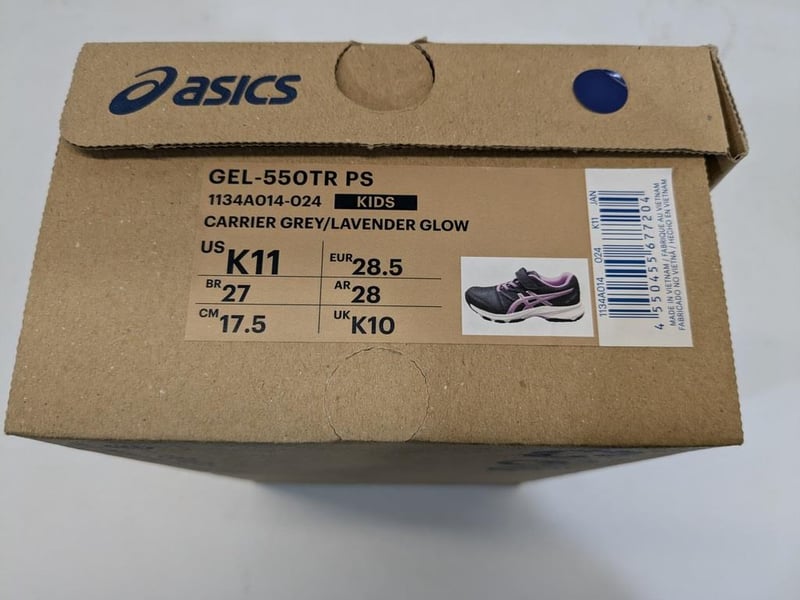 asics
GEL-550TR PS
1134A014-024 KIDS
CARRIER GREY/LAVENDER GLOW
US K11 EUR 28.5
BR 27 AR 28
CM 17.5 UK K10
1134A014 024 K11 JAN
4 550455 677204
MADE IN VIETNAM / FABRIQUÉ AU VIETNAM
FABRICADO NO VIETNÃ / HECHO EN VIETNAM